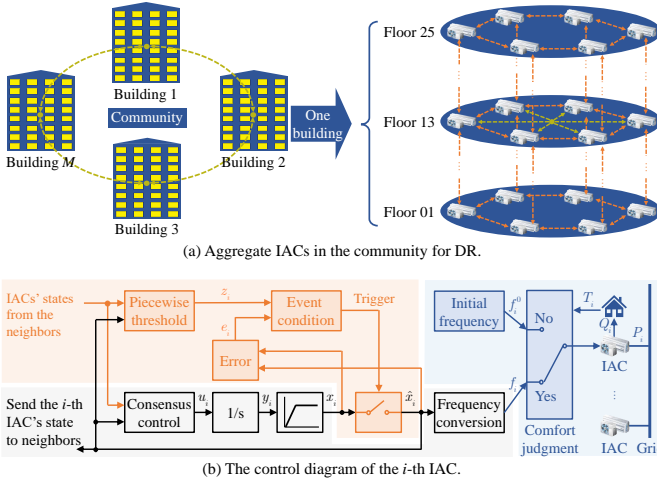 Building 1
Community
Building M
Building 2
Building 3
One
building
Floor 25
Floor 13
Floor 01
(a) Aggregate IACs in the community for DR.
IACs' states
from the
neighbors
Piecewise
threshold
z_i
Event
condition
Trigger
e_i
Error
Send the i-th
IAC's state
to neighbors
Consensus
control
u_i
1/s
y_i
x_i
x̂_i
Frequency
conversion
Initial
frequency
f_i^0
No
f_i
Yes
Comfort
judgment
T_i
Q_i
P_i
IAC
IAC
Gri
(b) The control diagram of the i-th IAC.